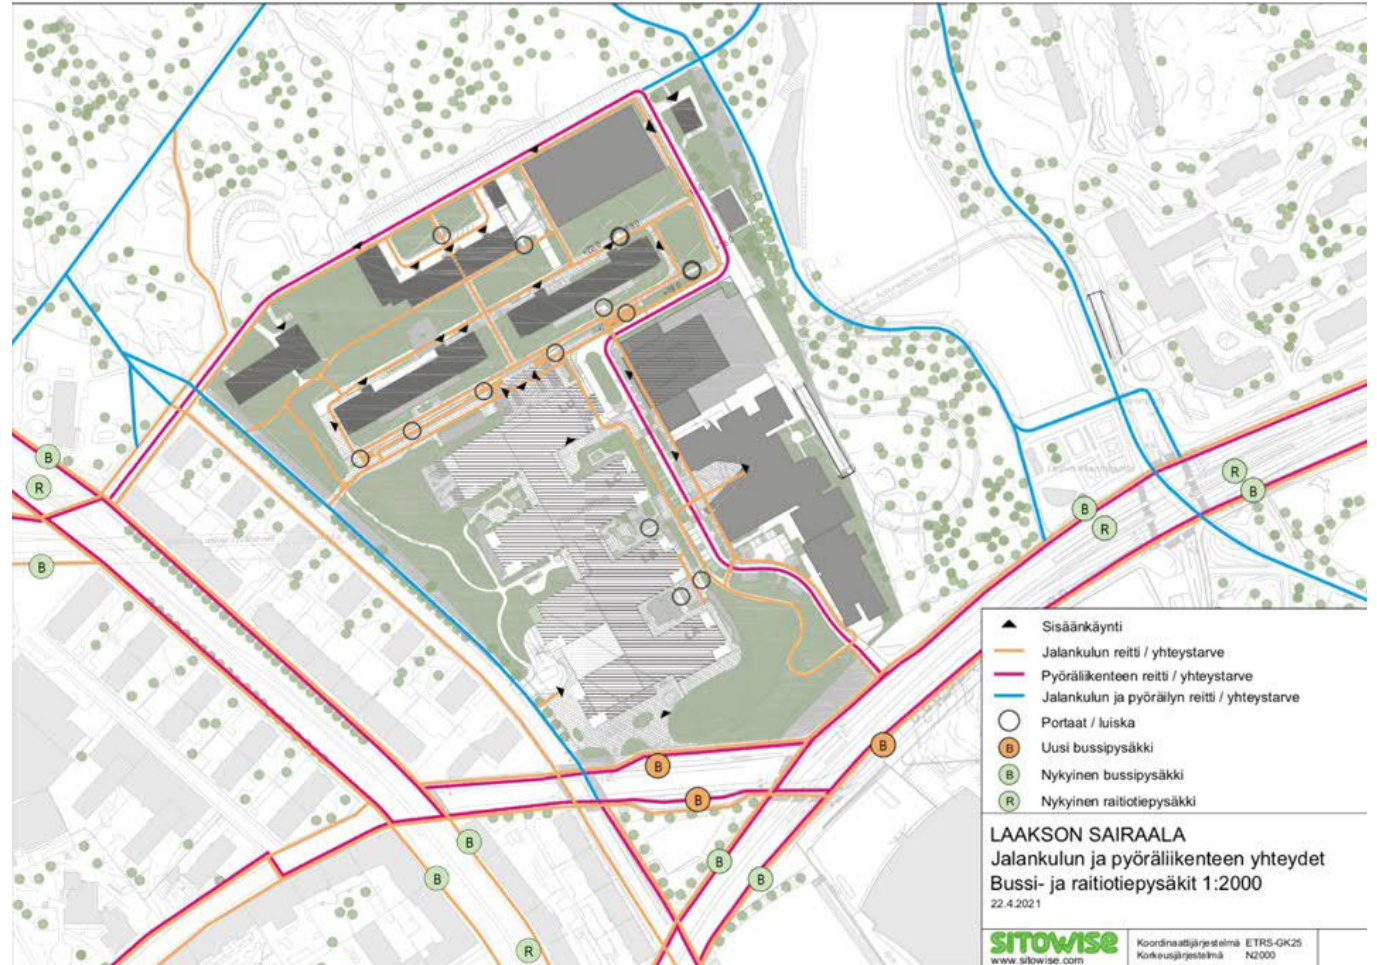 B
R
B
R
B
B
R
B
B
B
B
B
B
B
B
R
Sisäänkäynti
Jalankulun reitti / yhteystarve
Pyöräliikenteen reitti / yhteystarve
Jalankulun ja pyöräilyn reitti / yhteystarve
Portaat / luiska
B Uusi bussipysäkki
B Nykyinen bussipysäkki
R Nykyinen raitiotiepysäkki
LAAKSON SAIRAALA
Jalankulun ja pyöräliikenteen yhteydet
Bussi- ja raitiotiepysäkit 1:2000
22.4.2021
SITOWISE
www.sitowise.com
Koordinaattijärjestelmä ETRS-GK25
Korkeusjärjestelmä N2000